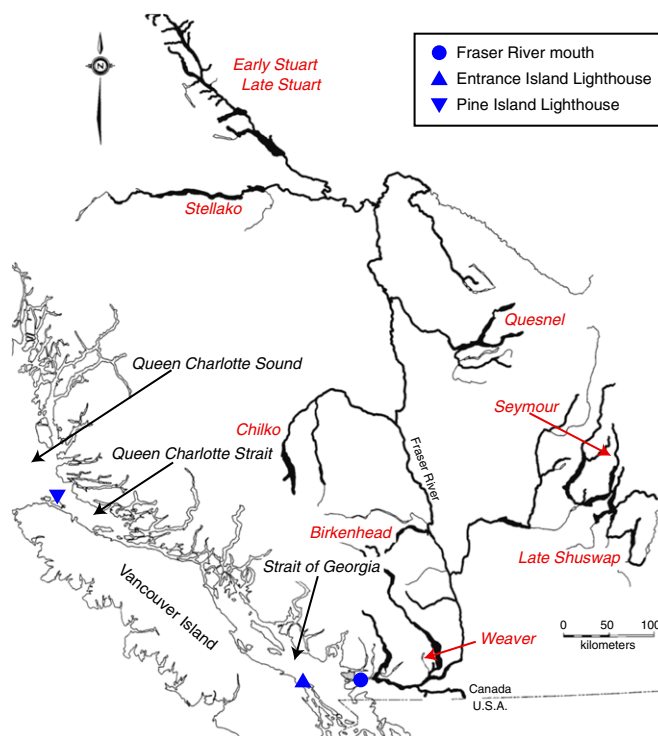 Fraser River mouth
Entrance Island Lighthouse
Pine Island Lighthouse
N
Early Stuart
Late Stuart
Stellako
Quesnel
Queen Charlotte Sound
Seymour
Chilko
Queen Charlotte Strait
Fraser River
Birkenhead
Late Shuswap
Strait of Georgia
Vancouver Island
Weaver
0 50 100
kilometers
Canada
U.S.A.